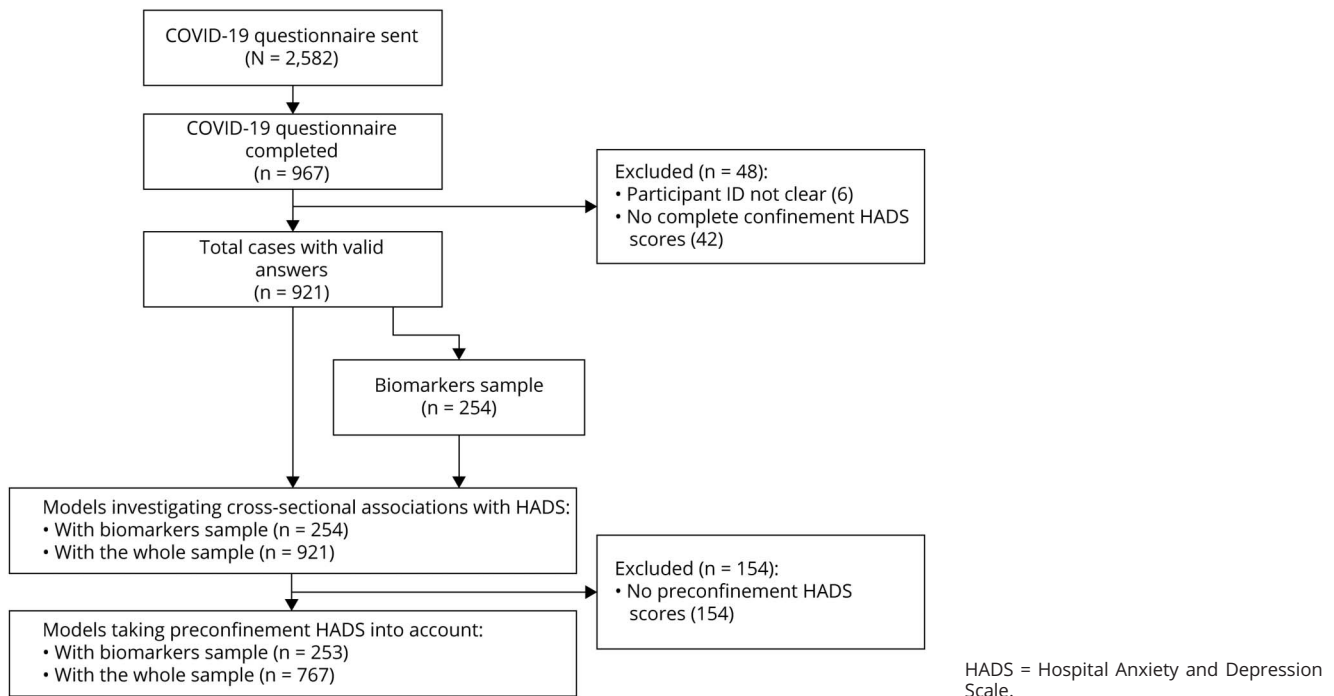 COVID-19 questionnaire sent
(N = 2,582)
COVID-19 questionnaire
completed
(n = 967)
Excluded (n = 48):
• Participant ID not clear (6)
• No complete confinement HADS
scores (42)
Total cases with valid
answers
(n = 921)
Biomarkers sample
(n = 254)
Models investigating cross-sectional associations with HADS:
• With biomarkers sample (n = 254)
• With the whole sample (n = 921)
Excluded (n = 154):
• No preconfinement HADS
scores (154)
Models taking preconfinement HADS into account:
• With biomarkers sample (n = 253)
• With the whole sample (n = 767)
HADS = Hospital Anxiety and Depression
Scale.